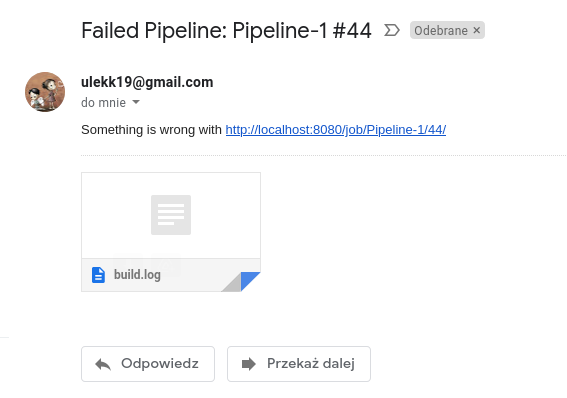 Failed Pipeline: Pipeline-1 #44 Odebrane ×
ulekk19@gmail.com
do mnie
Something is wrong with http://localhost:8080/job/Pipeline-1/44/
build.log
Odpowiedz Przekaż dalej